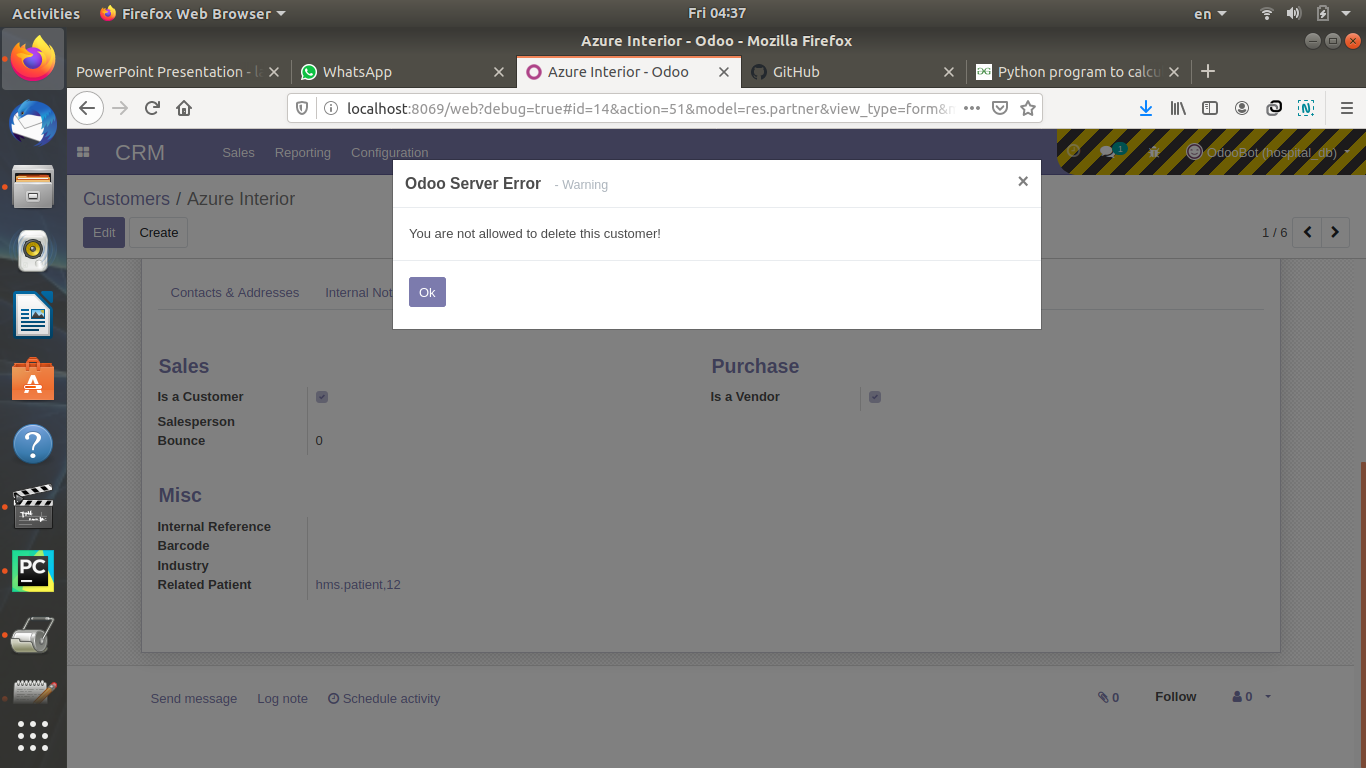 Activities
Firefox Web Browser
Fri 04:37
en
Azure Interior - Odoo - Mozilla Firefox
PowerPoint Presentation -
WhatsApp
Azure Interior - Odoo
GitHub
Python program to calcu
localhost:8069/web?debug=true#id=14&action=51&model=res.partner&view_type=form&
CRM
Sales
Reporting
Configuration
1
OdooBot (hospital_db)
Odoo Server Error
- Warning
×
Customers / Azure Interior
You are not allowed to delete this customer!
Edit
Create
1 / 6
Ok
Contacts & Addresses
Internal Not
Sales
Purchase
Is a Customer
Is a Vendor
Salesperson
Bounce
0
Misc
Internal Reference
Barcode
Industry
Related Patient
hms.patient,12
Send message
Log note
Schedule activity
0
Follow
0